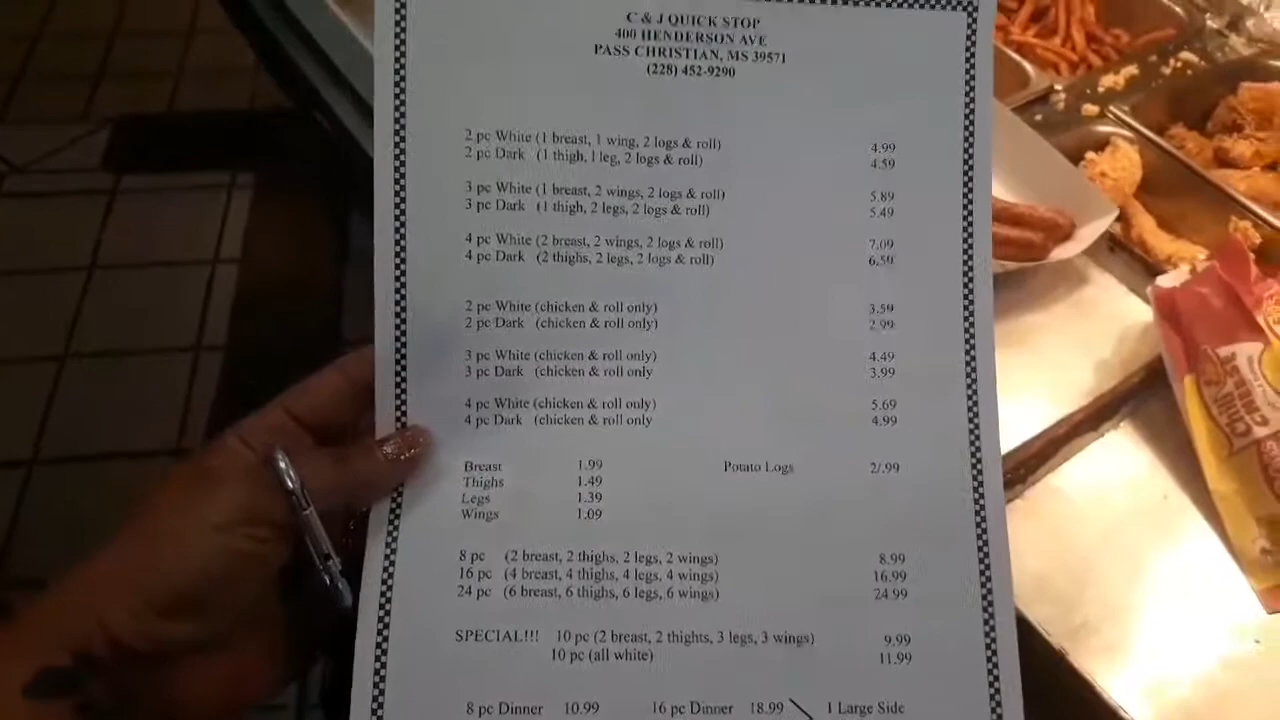 C & J QUICK STOP
400 HENDERSON AVE
PASS CHRISTIAN, MS 39571
(228) 452-9290
2 pc White (1 breast, 1 wing, 2 logs & roll) 4.99
2 pc Dark (1 thigh, 1 leg, 2 logs & roll) 4.59
3 pc White (1 breast, 2 wings, 2 logs & roll) 5.89
3 pc Dark (1 thigh, 2 legs, 2 logs & roll) 5.49
4 pc White (2 breast, 2 wings, 2 logs & roll) 7.09
4 pc Dark (2 thighs, 2 legs, 2 logs & roll) 6.59
2 pc White (chicken & roll only) 3.59
2 pc Dark (chicken & roll only) 2.99
3 pc White (chicken & roll only) 4.49
3 pc Dark (chicken & roll only 3.99
4 pc White (chicken & roll only) 5.69
4 pc Dark (chicken & roll only 4.99
Breast 1.99 Potato Logs 2/.99
Thighs 1.49
Legs 1.39
Wings 1.09
8 pc (2 breast, 2 thighs, 2 legs, 2 wings) 8.99
16 pc (4 breast, 4 thighs, 4 legs, 4 wings) 16.99
24 pc (6 breast, 6 thighs, 6 legs, 6 wings) 24.99
SPECIAL!!! 10 pc (2 breast, 2 thights, 3 legs, 3 wings) 9.99
10 pc (all white) 11.99
8 pc Dinner 10.99 16 pc Dinner 18.99 1 Large Side
Chili
CHEESE